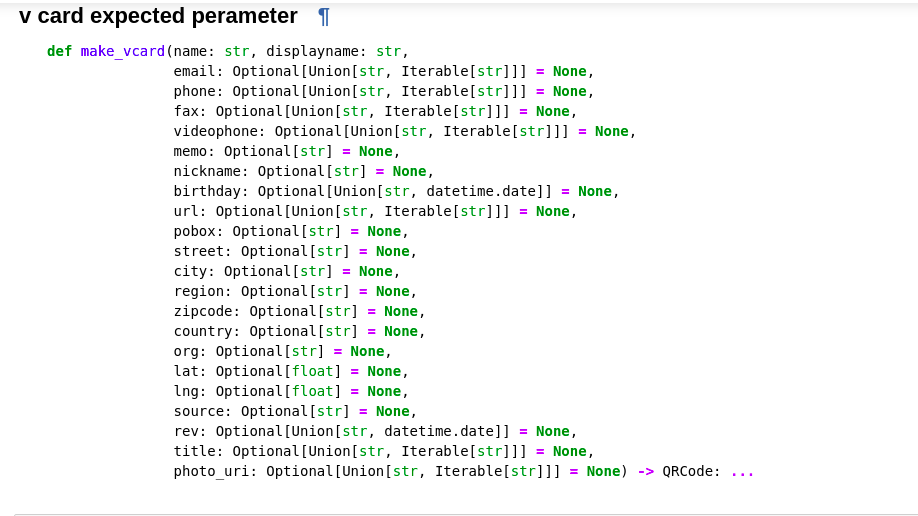 v card expected perameter ¶
def make_vcard(name: str, displayname: str,
email: Optional[Union[str, Iterable[str]]] = None,
phone: Optional[Union[str, Iterable[str]]] = None,
fax: Optional[Union[str, Iterable[str]]] = None,
videophone: Optional[Union[str, Iterable[str]]] = None,
memo: Optional[str] = None,
nickname: Optional[str] = None,
birthday: Optional[Union[str, datetime.date]] = None,
url: Optional[Union[str, Iterable[str]]] = None,
pobox: Optional[str] = None,
street: Optional[str] = None,
city: Optional[str] = None,
region: Optional[str] = None,
zipcode: Optional[str] = None,
country: Optional[str] = None,
org: Optional[str] = None,
lat: Optional[float] = None,
lng: Optional[float] = None,
source: Optional[str] = None,
rev: Optional[Union[str, datetime.date]] = None,
title: Optional[Union[str, Iterable[str]]] = None,
photo_uri: Optional[Union[str, Iterable[str]]] = None) -> QRCode: ...